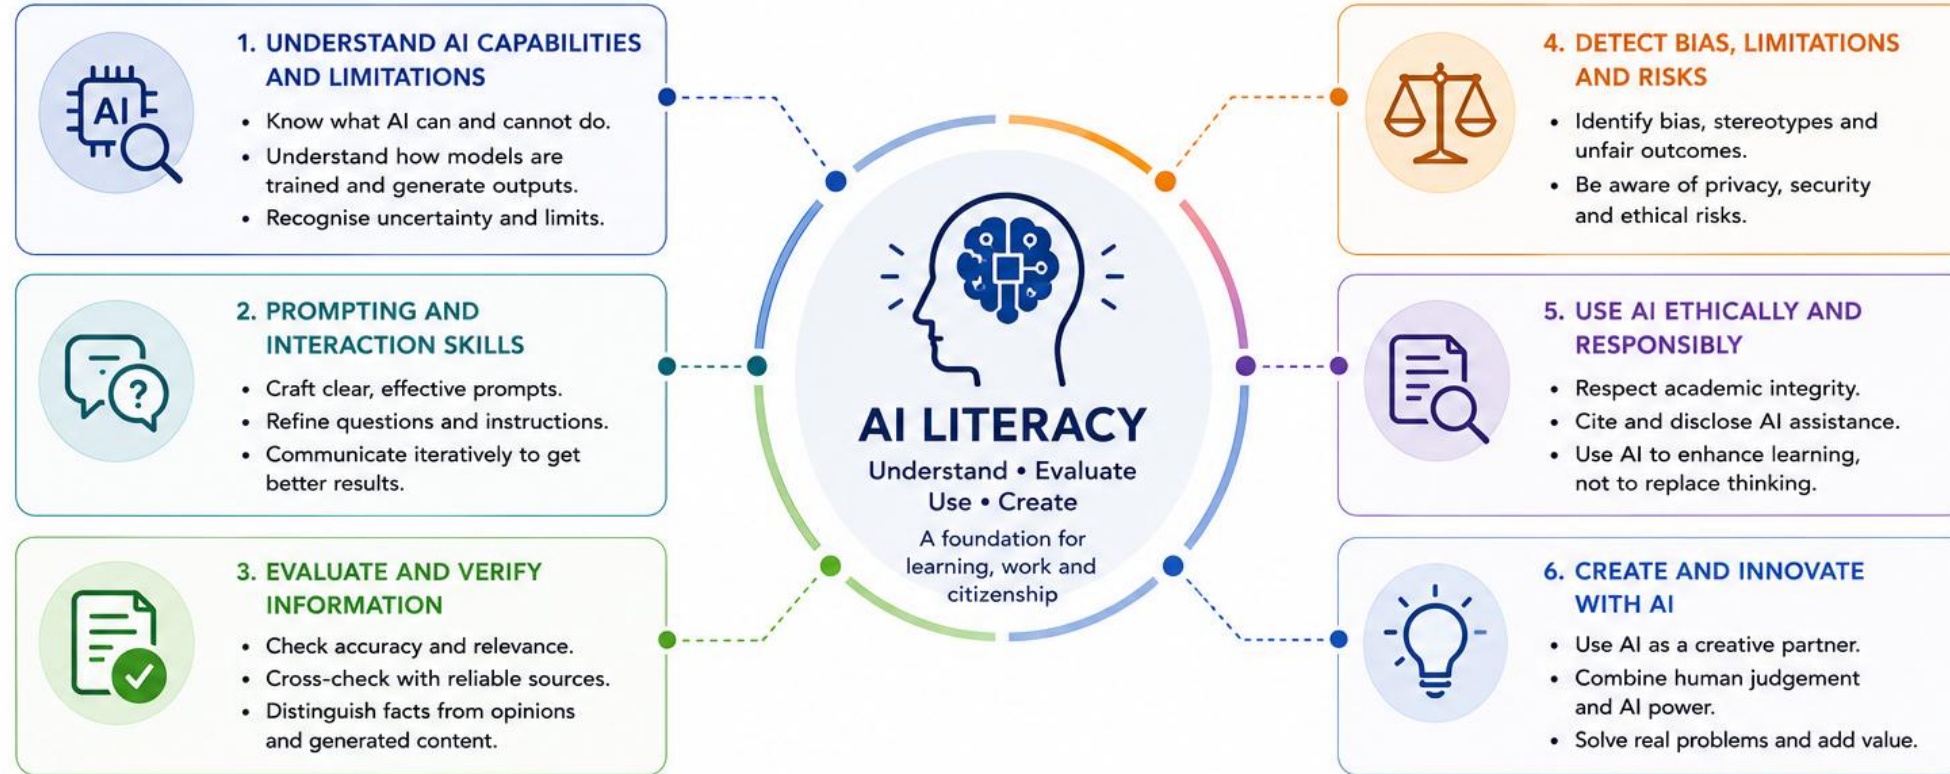 1. UNDERSTAND AI CAPABILITIES
AND LIMITATIONS
AI
• Know what AI can and cannot do.
• Understand how models are
trained and generate outputs.
• Recognise uncertainty and limits.
2. PROMPTING AND
INTERACTION SKILLS
?
• Craft clear, effective prompts.
• Refine questions and instructions.
• Communicate iteratively to get
better results.
3. EVALUATE AND VERIFY
INFORMATION
• Check accuracy and relevance.
• Cross-check with reliable sources.
• Distinguish facts from opinions
and generated content.
AI LITERACY
Understand • Evaluate
Use • Create
A foundation for
learning, work and
citizenship
4. DETECT BIAS, LIMITATIONS
AND RISKS
• Identify bias, stereotypes and
unfair outcomes.
• Be aware of privacy, security
and ethical risks.
5. USE AI ETHICALLY AND
RESPONSIBLY
• Respect academic integrity.
• Cite and disclose AI assistance.
• Use AI to enhance learning,
not to replace thinking.
6. CREATE AND INNOVATE
WITH AI
• Use AI as a creative partner.
• Combine human judgement
and AI power.
• Solve real problems and add value.